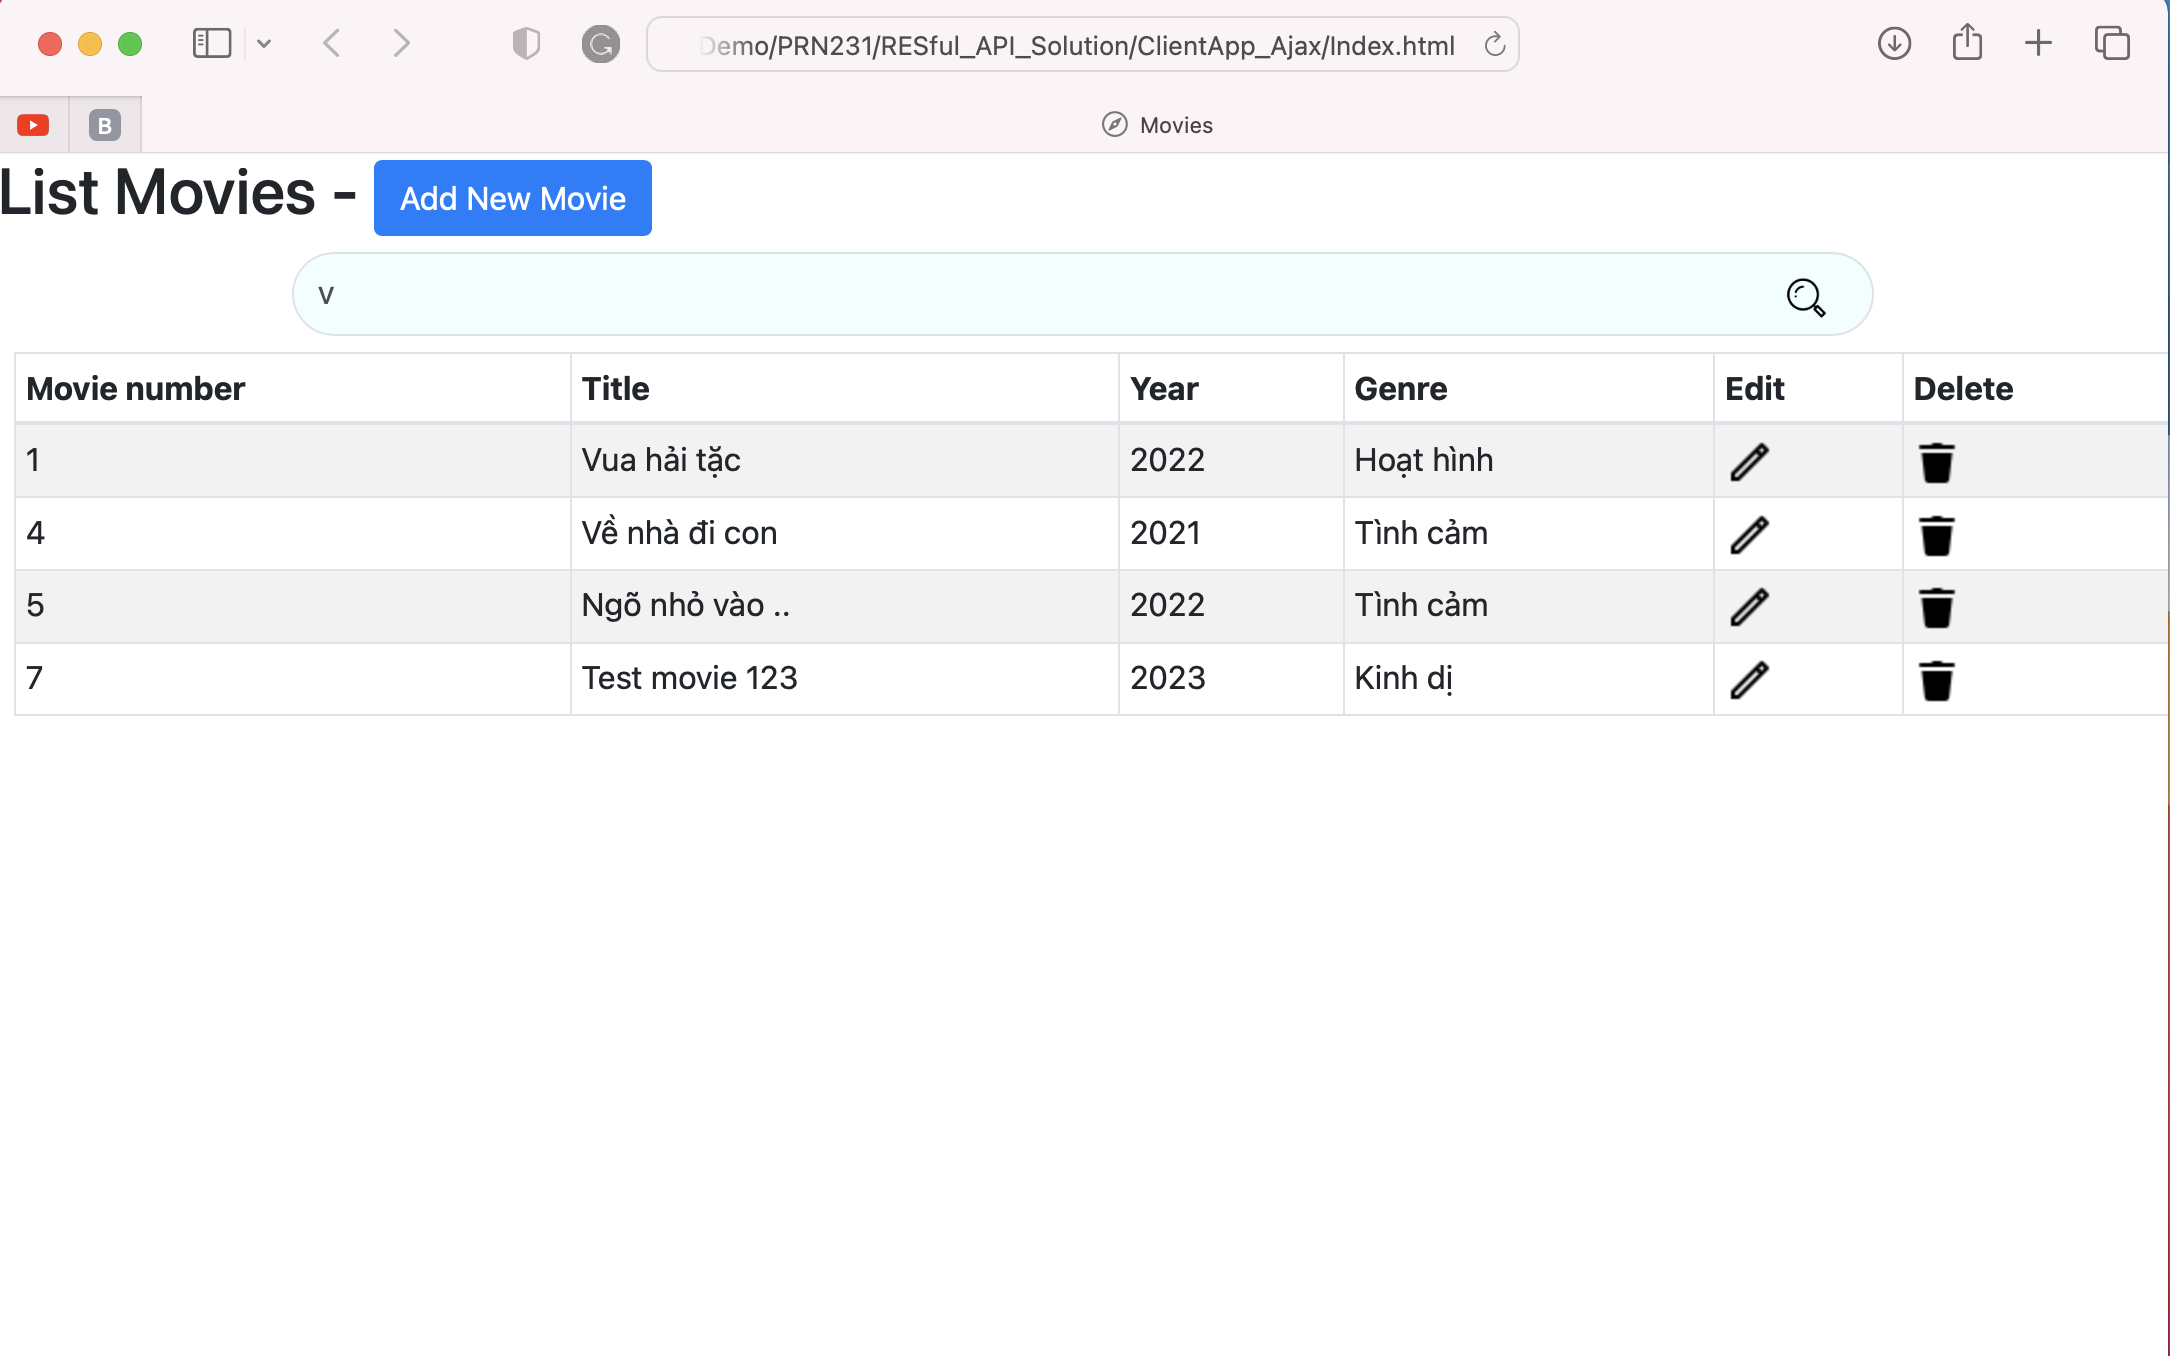 Demo/PRN231/RESful_API_Solution/ClientApp_Ajax/Index.html
B
Movies
List Movies - Add New Movie
v
Movie number Title Year Genre Edit Delete
1 Vua hải tặc 2022 Hoạt hình
4 Về nhà đi con 2021 Tình cảm
5 Ngõ nhỏ vào .. 2022 Tình cảm
7 Test movie 123 2023 Kinh dị